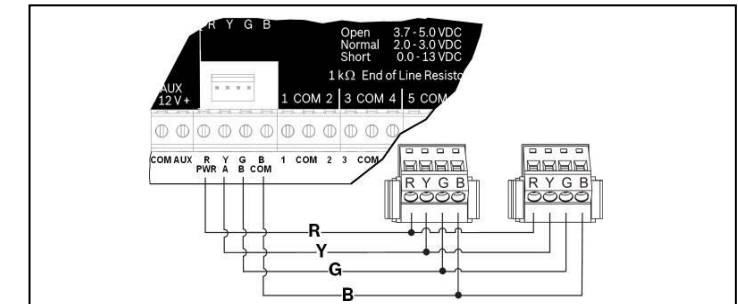 R Y G B
Open 3.7-5.0 VDC
Normal 2.0-3.0 VDC
Short 0.0-13 VDC
1 kΩ End of Line Resisto
AUX
12 V+
1 COM 2 3 COM 4 5 COM
COM AUX R Y G B 1 COM 2 3 COM
PWR A B COM
R Y G B R Y G B
R
Y
G
B